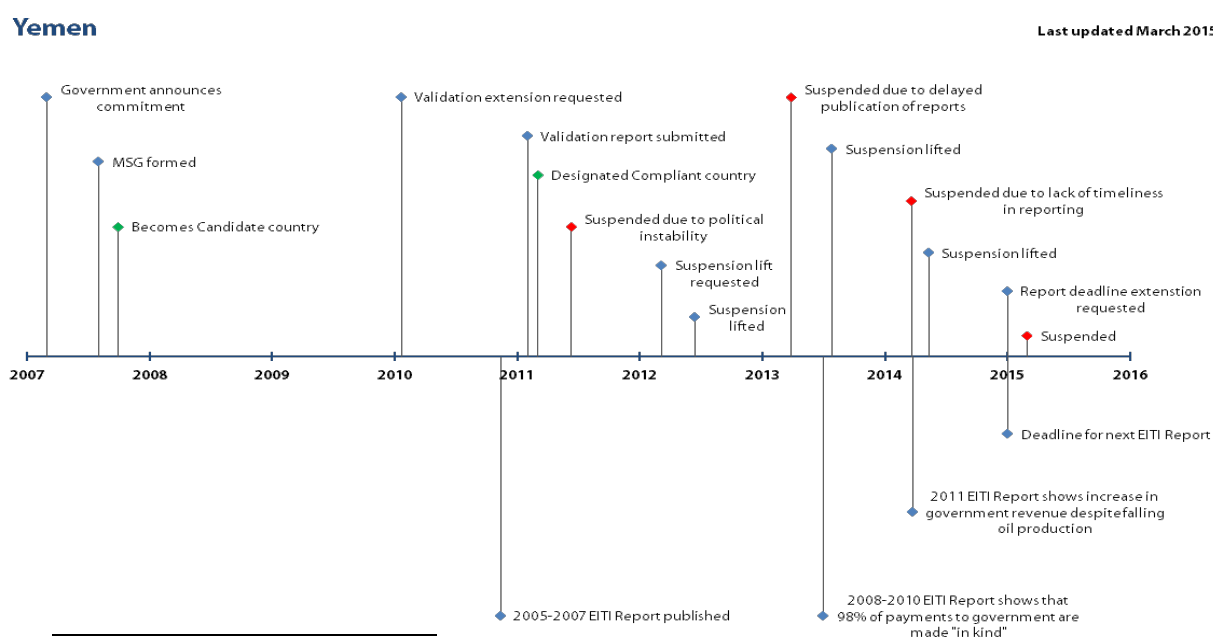 Yemen
Last updated March 2015
Government announces
commitment
MSG formed
Becomes Candidate country
Validation extension requested
Validation report submitted
Designated Compliant country
Suspended due to political
instability
Suspension lift
requested
Suspension
lifted
Suspended due to delayed
publication of reports
Suspension lifted
Suspended due to lack of timeliness
in reporting
Suspension lifted
Report deadline extenstion
requested
Suspended
2007 2008 2009 2010 2011 2012 2013 2014 2015 2016
Deadline for next EITI Report
2011 EITI Report shows increase in
government revenue despite falling
oil production
2005-2007 EITI Report published
2008-2010 EITI Report shows that
98% of payments to government are
made "in kind"